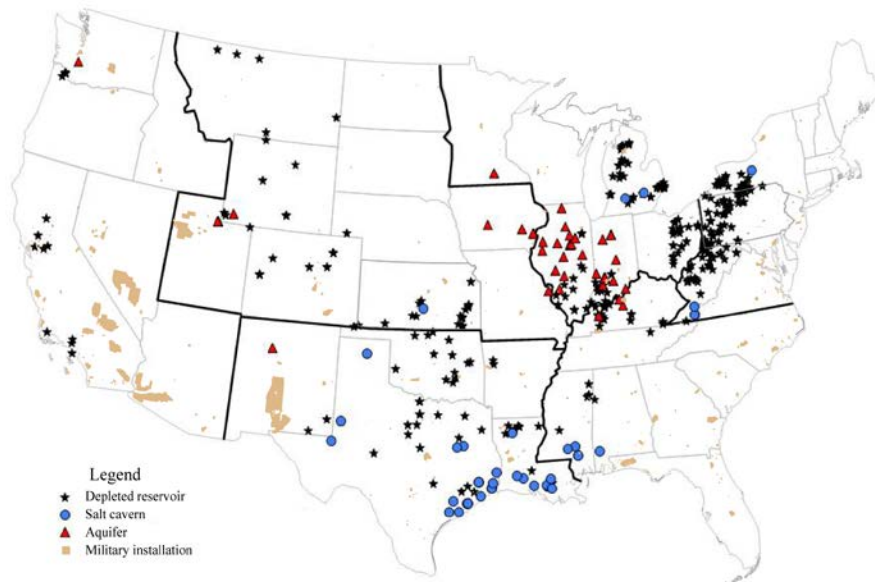 Legend
Depleted reservoir
Salt cavern
Aquifer
Military installation